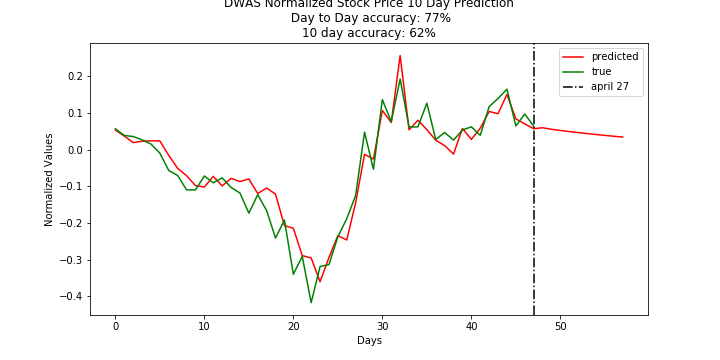 DWAS Normalized Stock Price 10 Day Prediction
Day to Day accuracy: 77%
10 day accuracy: 62%
predicted
true
april 27
0.2
0.1
0.0
−0.1
−0.2
−0.3
−0.4
Normalized Values
0 10 20 30 40 50
Days